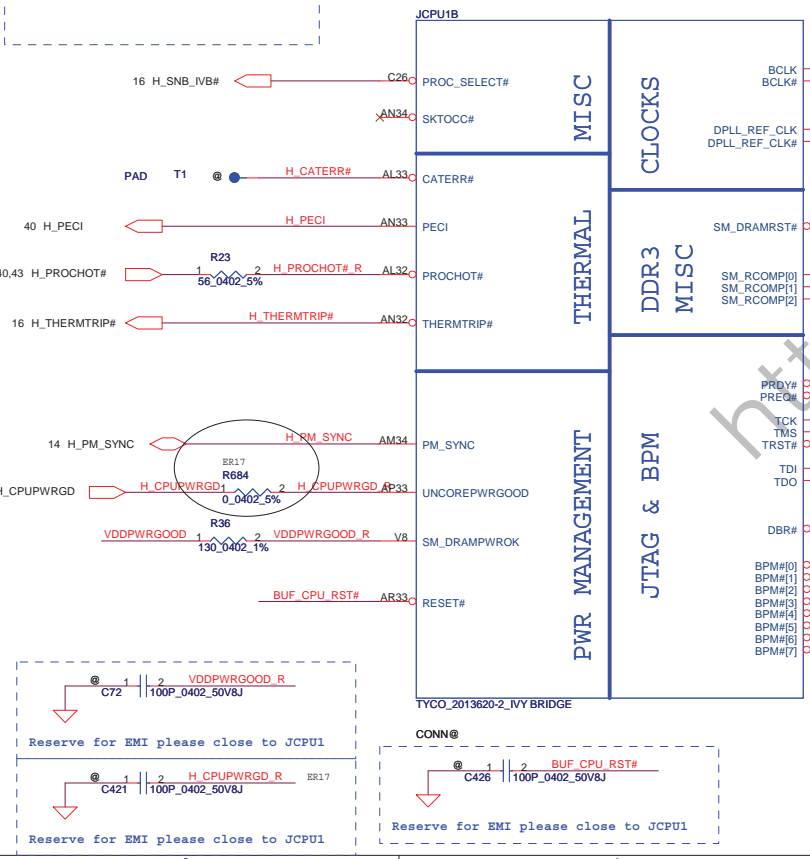 JCPU1B
16 H_SNB_IVB#
C26
PROC_SELECT#
AN34
SKTOCC#
MISC
CLOCKS
BCLK
BCLK#
DPLL_REF_CLK
DPLL_REF_CLK#
PAD T1 @
H_CATERR#
AL33
CATERR#
40 H_PECI
H_PECI
AN33
PECI
40,43 H_PROCHOT#
R23
1 2
56_0402_5%
H_PROCHOT#_R
AL32
PROCHOT#
16 H_THERMTRIP#
H_THERMTRIP#
AN32
THERMTRIP#
THERMAL
DDR3
MISC
SM_DRAMRST#
SM_RCOMP[0]
SM_RCOMP[1]
SM_RCOMP[2]
htt
PRDY#
PREQ#
TCK
TMS
TRST#
TDI
TDO
DBR#
BPM#[0]
BPM#[1]
BPM#[2]
BPM#[3]
BPM#[4]
BPM#[5]
BPM#[6]
BPM#[7]
JTAG & BPM
PWR MANAGEMENT
14 H_PM_SYNC
H_PM_SYNC
AM34
PM_SYNC
ER17
R684
H_CPUPWRGD
H_CPUPWRGD
1 2
0_0402_5%
H_CPUPWRGD_R
AP33
UNCOREPWRGOOD
R36
VDDPWRGOOD
1 2
130_0402_1%
VDDPWRGOOD_R
V8
SM_DRAMPWROK
BUF_CPU_RST#
AR33
RESET#
TYCO_2013620-2_IVY BRIDGE
CONN@
@ 1 2 VDDPWRGOOD_R
C72 100P_0402_50V8J
Reserve for EMI please close to JCPU1
@ 1 2 H_CPUPWRGD_R ER17
C421 100P_0402_50V8J
Reserve for EMI please close to JCPU1
@ 1 2 BUF_CPU_RST#
C426 100P_0402_50V8J
Reserve for EMI please close to JCPU1